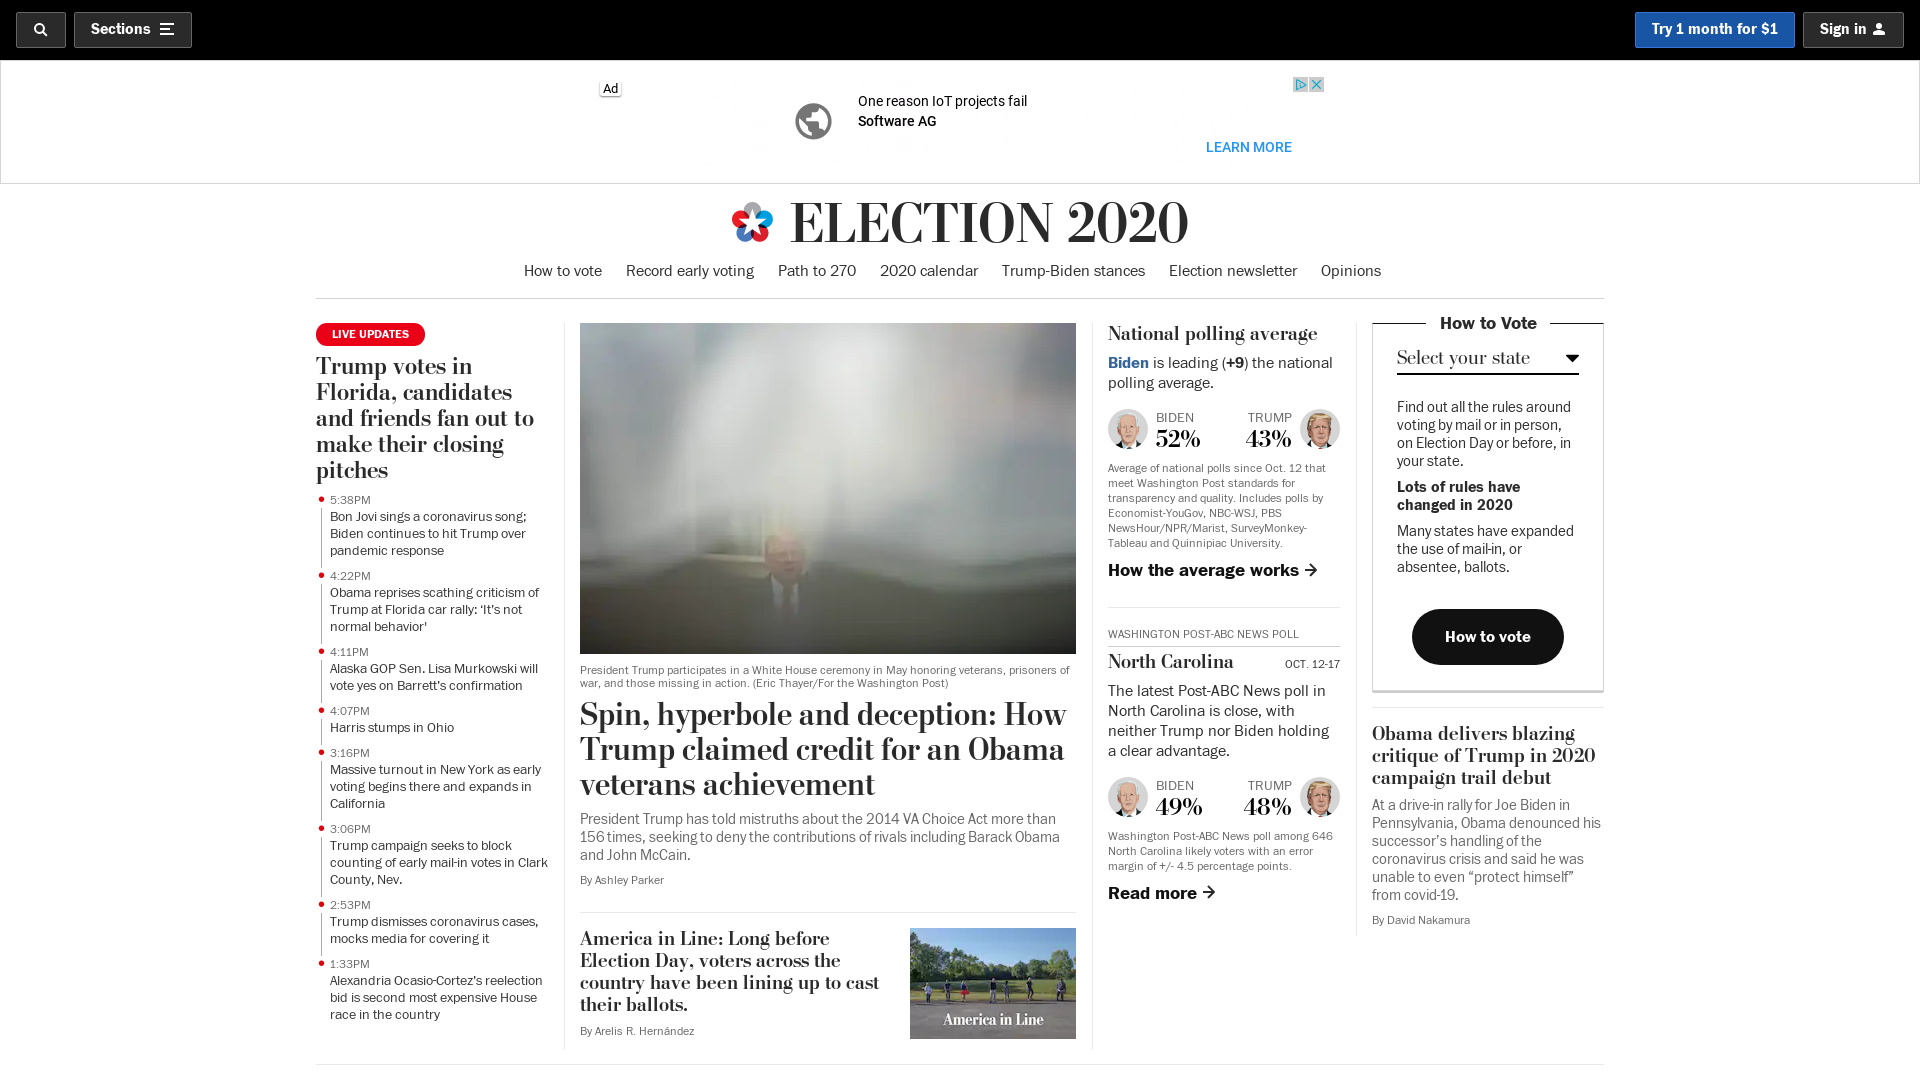 Sections
Try 1 month for $1
Sign in
Ad
One reason IoT projects fail
Software AG
LEARN MORE
ELECTION 2020
How to vote
Record early voting
Path to 270
2020 calendar
Trump-Biden stances
Election newsletter
Opinions
LIVE UPDATES
Trump votes in
Florida, candidates
and friends fan out to
make their closing
pitches
5:38PM
Bon Jovi sings a coronavirus song;
Biden continues to hit Trump over
pandemic response
4:22PM
Obama reprises scathing criticism of
Trump at Florida car rally: ‘It’s not
normal behavior'
4:11PM
Alaska GOP Sen. Lisa Murkowski will
vote yes on Barrett’s confirmation
4:07PM
Harris stumps in Ohio
3:16PM
Massive turnout in New York as early
voting begins there and expands in
California
3:06PM
Trump campaign seeks to block
counting of early mail-in votes in Clark
County, Nev.
2:53PM
Trump dismisses coronavirus cases,
mocks media for covering it
1:33PM
Alexandria Ocasio-Cortez’s reelection
bid is second most expensive House
race in the country
President Trump participates in a White House ceremony in May honoring veterans, prisoners of
war, and those missing in action. (Eric Thayer/For the Washington Post)
Spin, hyperbole and deception: How
Trump claimed credit for an Obama
veterans achievement
President Trump has told mistruths about the 2014 VA Choice Act more than
156 times, seeking to deny the contributions of rivals including Barack Obama
and John McCain.
By Ashley Parker
America in Line: Long before
Election Day, voters across the
country have been lining up to cast
their ballots.
By Arelis R. Hernández
America in Line
National polling average
Biden is leading (+9) the national
polling average.
BIDEN
52%
TRUMP
43%
Average of national polls since Oct. 12 that
meet Washington Post standards for
transparency and quality. Includes polls by
Economist-YouGov, NBC-WSJ, PBS
NewsHour/NPR/Marist, SurveyMonkey-
Tableau and Quinnipiac University.
How the average works
WASHINGTON POST-ABC NEWS POLL
North Carolina
OCT. 12-17
The latest Post-ABC News poll in
North Carolina is close, with
neither Trump nor Biden holding
a clear advantage.
BIDEN
49%
TRUMP
48%
Washington Post-ABC News poll among 646
North Carolina likely voters with an error
margin of +/- 4.5 percentage points.
Read more
How to Vote
Select your state
Find out all the rules around
voting by mail or in person,
on Election Day or before, in
your state.
Lots of rules have
changed in 2020
Many states have expanded
the use of mail-in, or
absentee, ballots.
How to vote
Obama delivers blazing
critique of Trump in 2020
campaign trail debut
At a drive-in rally for Joe Biden in
Pennsylvania, Obama denounced his
successor’s handling of the
coronavirus crisis and said he was
unable to even “protect himself”
from covid-19.
By David Nakamura